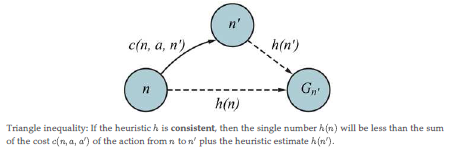 n'
c(n, a, n')
h(n')
n
G_n'
h(n)
Triangle inequality: If the heuristic h is consistent, then the single number h(n) will be less than the sum
of the cost c(n, a, a') of the action from n to n' plus the heuristic estimate h(n').